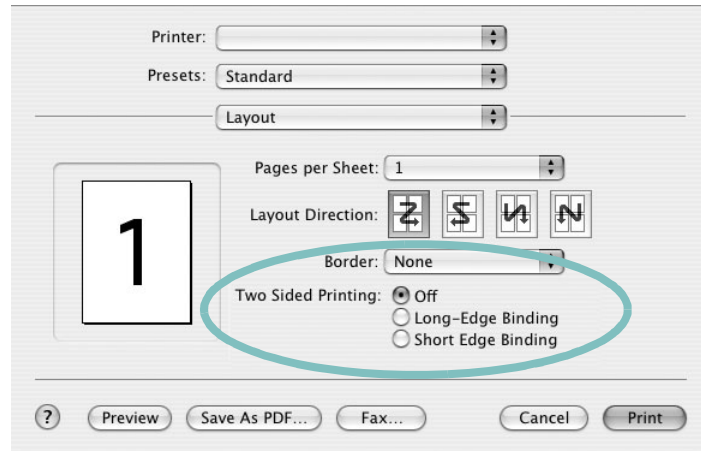 Printer:
Presets: Standard
Layout
Pages per Sheet: 1
1
Layout Direction:
Border: None
Two Sided Printing: Off
Long-Edge Binding
Short Edge Binding
? Preview Save As PDF... Fax... Cancel Print